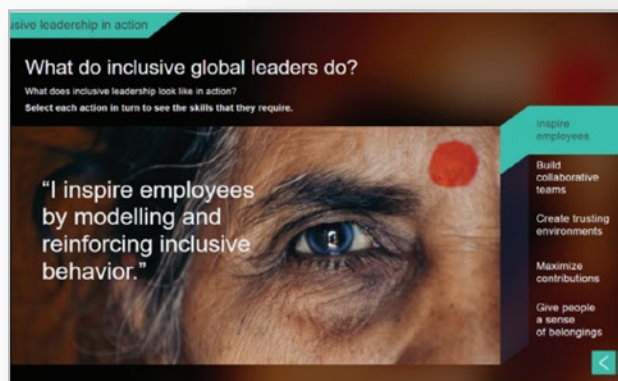 usive leadership in action
What do inclusive global leaders do?
What does inclusive leadership look like in action?
Select each action in turn to see the skills that they require.
“I inspire employees
by modelling and
reinforcing inclusive
behavior.”
Inspire
employees
Build
collaborative
teams
Create trusting
environments
Maximize
contributions
Give people
a sense
of belongings